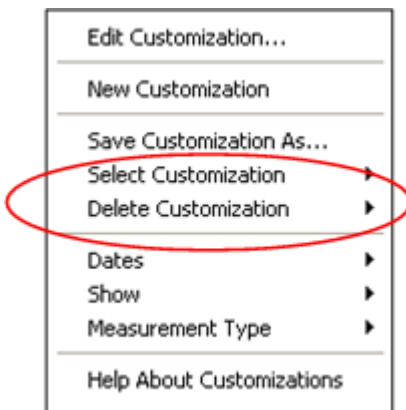 Edit Customization...
New Customization
Save Customization As...
Select Customization
Delete Customization
Dates
Show
Measurement Type
Help About Customizations